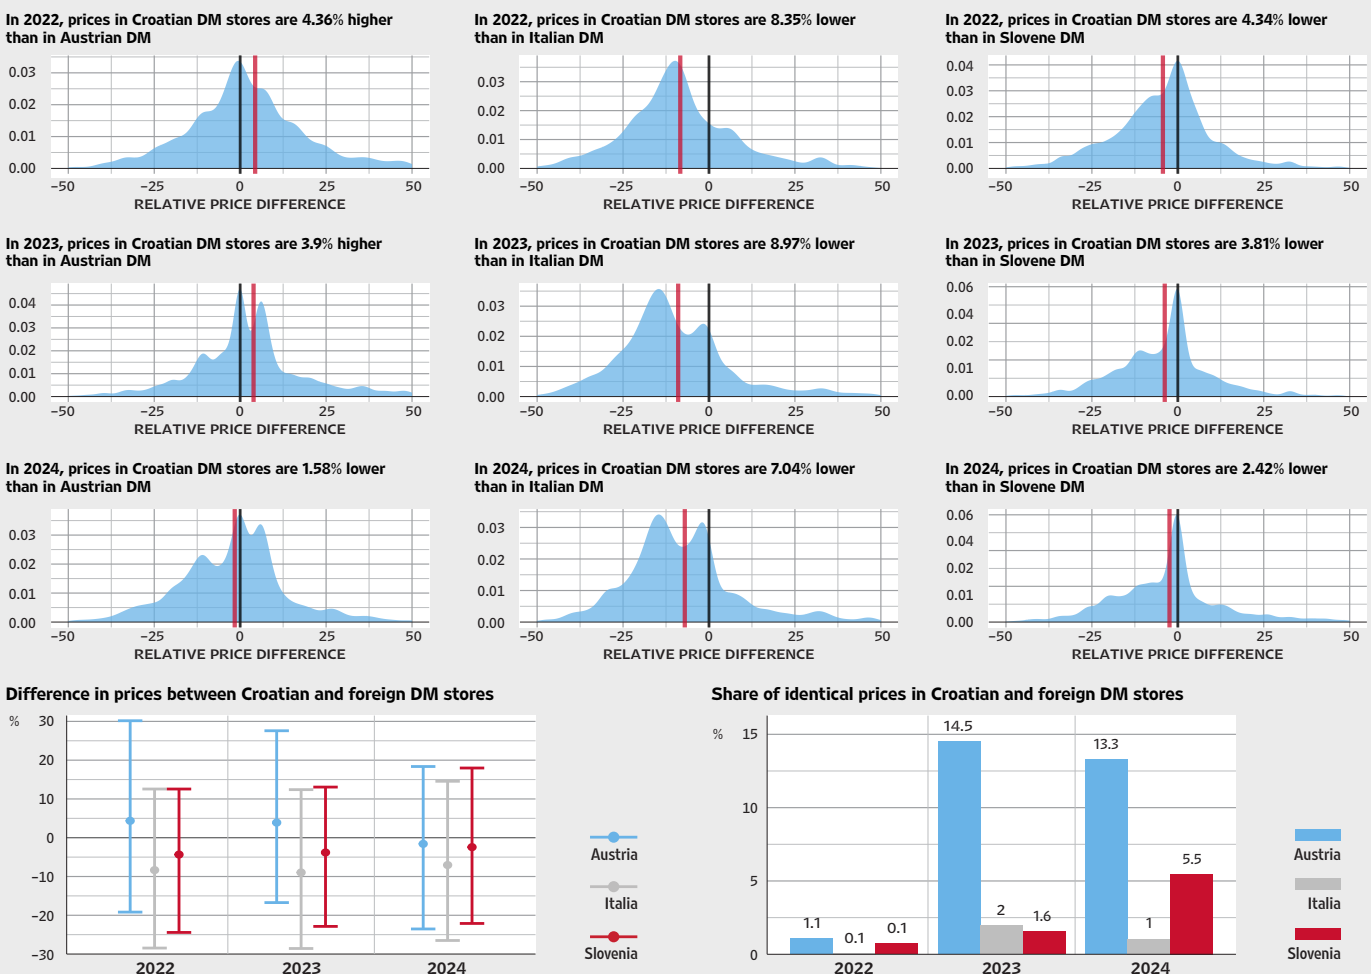 In 2022, prices in Croatian DM stores are 4.36% higher
than in Austrian DM
0.03
0.02
0.01
0.00
−50 −25 0 25 50
RELATIVE PRICE DIFFERENCE
In 2022, prices in Croatian DM stores are 8.35% lower
than in Italian DM
0.03
0.02
0.01
0.00
−50 −25 0 25 50
RELATIVE PRICE DIFFERENCE
In 2022, prices in Croatian DM stores are 4.34% lower
than in Slovene DM
0.04
0.03
0.02
0.01
0.00
−50 −25 0 25 50
RELATIVE PRICE DIFFERENCE
In 2023, prices in Croatian DM stores are 3.9% higher
than in Austrian DM
0.04
0.03
0.02
0.01
0.00
−50 −25 0 25 50
RELATIVE PRICE DIFFERENCE
In 2023, prices in Croatian DM stores are 8.97% lower
than in Italian DM
0.03
0.02
0.01
0.00
−50 −25 0 25 50
RELATIVE PRICE DIFFERENCE
In 2023, prices in Croatian DM stores are 3.81% lower
than in Slovene DM
0.06
0.04
0.02
0.01
0.00
−50 −25 0 25 50
RELATIVE PRICE DIFFERENCE
In 2024, prices in Croatian DM stores are 1.58% lower
than in Austrian DM
0.03
0.02
0.01
0.00
−50 −25 0 25 50
RELATIVE PRICE DIFFERENCE
In 2024, prices in Croatian DM stores are 7.04% lower
than in Italian DM
0.03
0.02
0.01
0.00
−50 −25 0 25 50
RELATIVE PRICE DIFFERENCE
In 2024, prices in Croatian DM stores are 2.42% lower
than in Slovene DM
0.06
0.04
0.02
0.01
0.00
−50 −25 0 25 50
RELATIVE PRICE DIFFERENCE
Difference in prices between Croatian and foreign DM stores
% 30
20
10
0
−10
−20
−30
2022 2023 2024
Austria
Italia
Slovenia
Share of identical prices in Croatian and foreign DM stores
% 15
10
5
0
1.1 0.1 0.1
14.5 2 1.6
13.3 1 5.5
2022 2023 2024
Austria
Italia
Slovenia